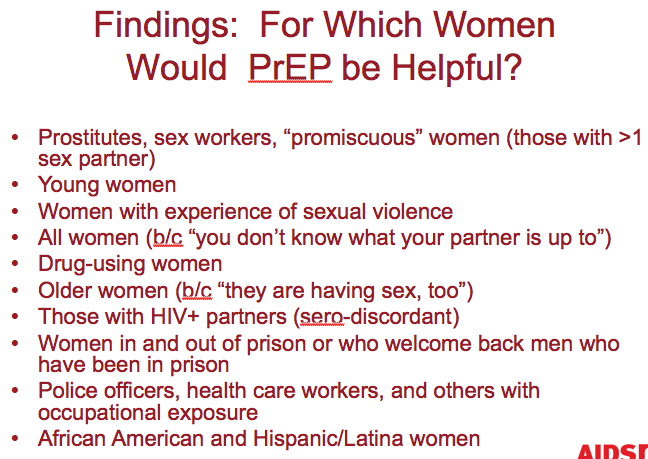 Findings:  For Which Women
Would  PrEP be Helpful?
• Prostitutes, sex workers, “promiscuous” women (those with >1
sex partner)
• Young women
• Women with experience of sexual violence
• All women (b/c “you don’t know what your partner is up to”)
• Drug-using women
• Older women (b/c “they are having sex, too”)
• Those with HIV+ partners (sero-discordant)
• Women in and out of prison or who welcome back men who
have been in prison
• Police officers, health care workers, and others with
occupational exposure
• African American and Hispanic/Latina women